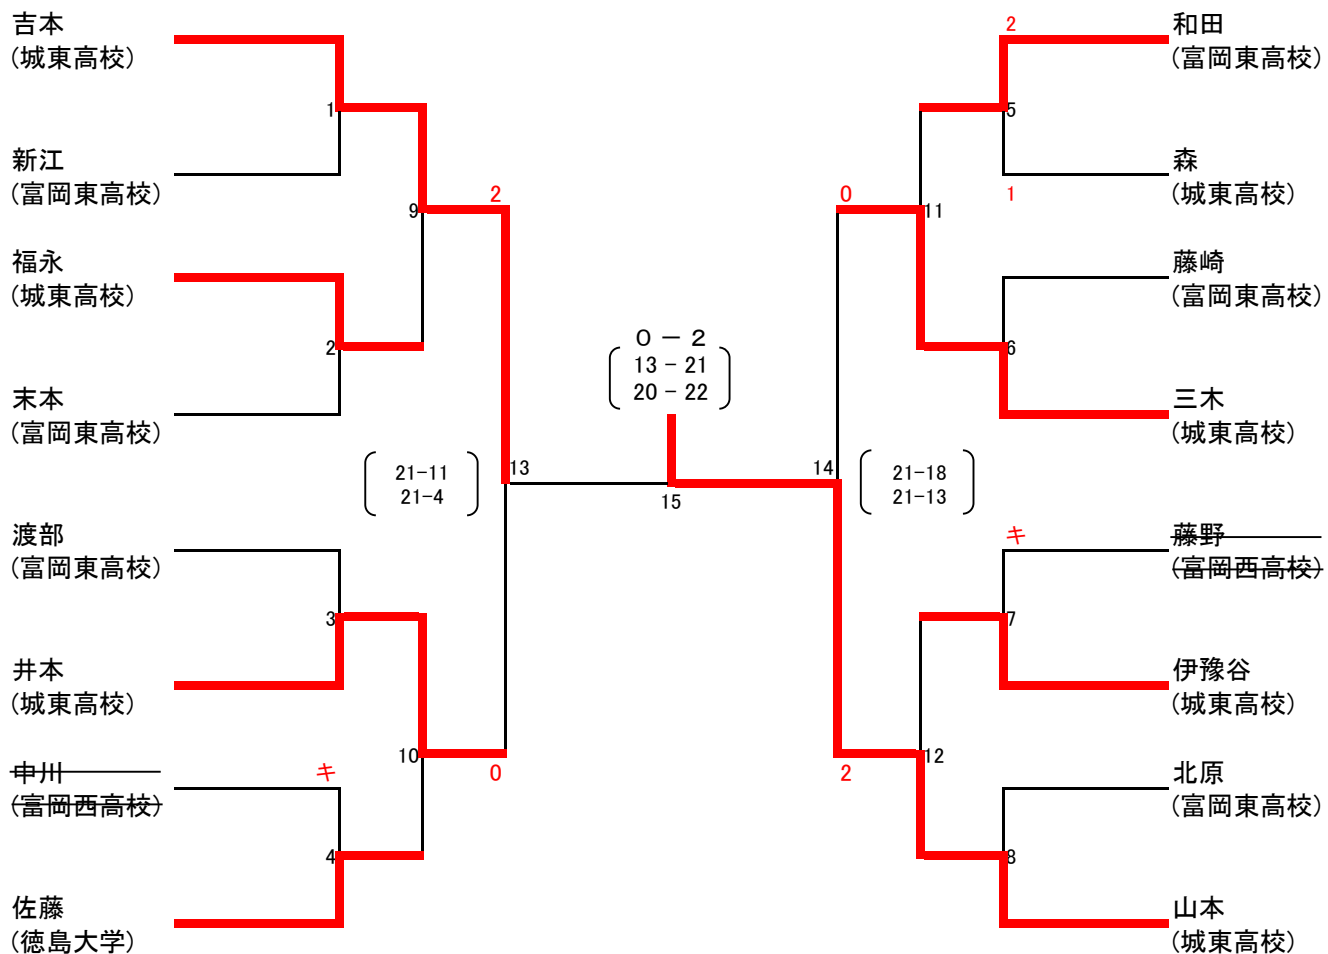 吉本
(城東高校)
1
新江
(富岡東高校)
9
2
福永
(城東高校)
2
末本
(富岡東高校)
21-11
21-4
13
渡部
(富岡東高校)
3
井本
(城東高校)
10
0
中川
(富岡西高校)
キ
4
佐藤
(徳島大学)
0 - 2
13 - 21
20 - 22
15
2
和田
(富岡東高校)
5
森
(城東高校)
1
0
11
藤崎
(富岡東高校)
6
三木
(城東高校)
14
21-18
21-13
キ
藤野
(富岡西高校)
7
伊豫谷
(城東高校)
12
2
北原
(富岡東高校)
8
山本
(城東高校)